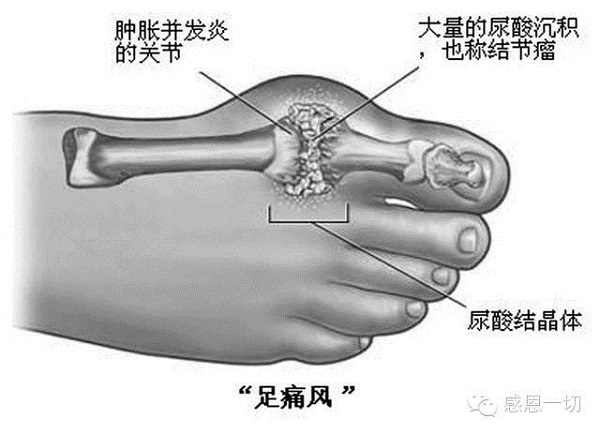 肿胀并发炎
的关节
大量的尿酸沉积
，也称结节瘤
尿酸结晶体
“足痛风”
感恩一切